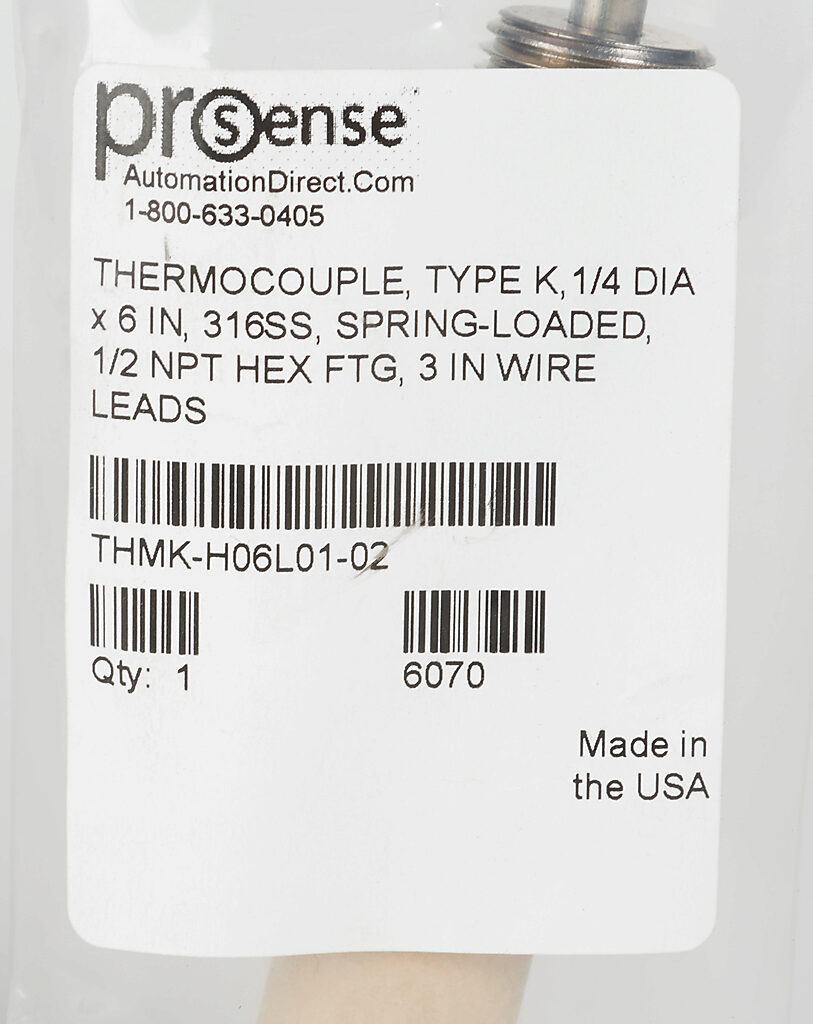 prosense
AutomationDirect.Com
1-800-633-0405
THERMOCOUPLE, TYPE K, 1/4 DIA
x 6 IN, 316SS, SPRING-LOADED,
1/2 NPT HEX FTG, 3 IN WIRE
LEADS
THMK-H06L01-02
Qty: 1
6070
Made in
the USA